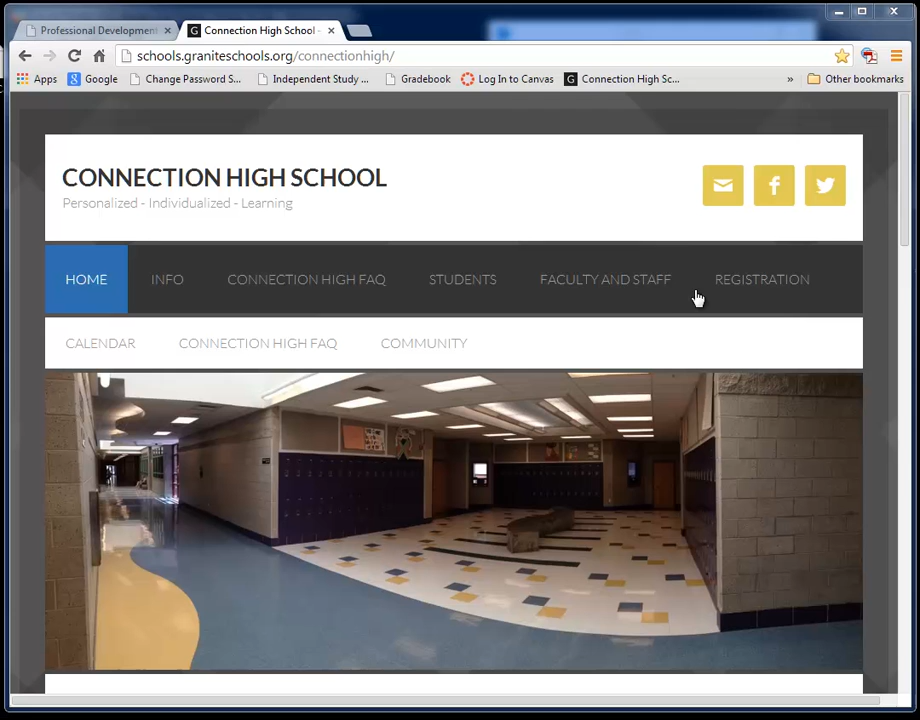 Professional Development
Connection High School -
schools.graniteschools.org/connectionhigh/
Apps
Google
Change Password S...
Independent Study ...
Gradebook
Log In to Canvas
Connection High Sc...
»
Other bookmarks
CONNECTION HIGH SCHOOL
Personalized - Individualized - Learning
HOME INFO CONNECTION HIGH FAQ STUDENTS FACULTY AND STAFF REGISTRATION
CALENDAR CONNECTION HIGH FAQ COMMUNITY